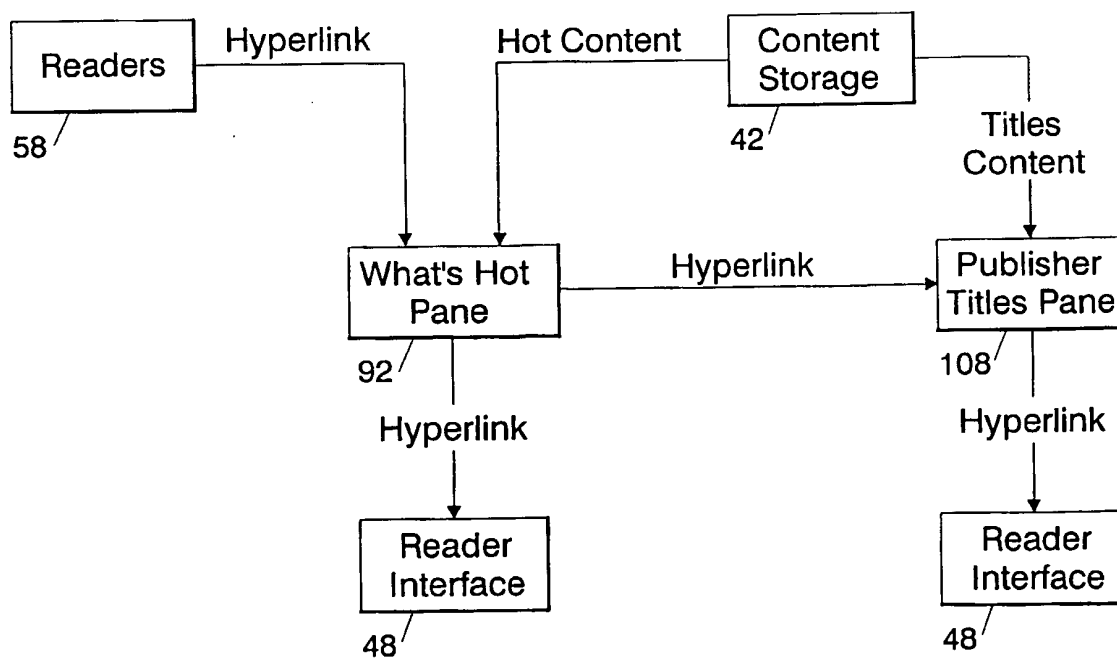 Readers
58
Hyperlink
Hot Content
Content
Storage
42
Titles
Content
What's Hot
Pane
92
Hyperlink
Publisher
Titles Pane
108
Hyperlink
Hyperlink
Reader
Interface
48
Reader
Interface
48